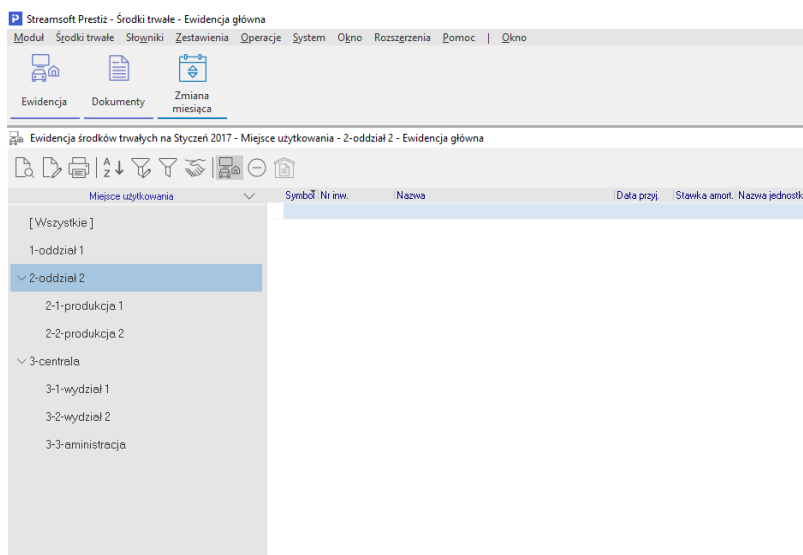 Streamsoft Prestiż - Środki trwałe - Ewidencja główna
Moduł Środki trwałe Słowniki Zestawienia Operacje System Okno Rozszerzenia Pomoc | Okno
Ewidencja Dokumenty Zmiana miesiąca
Ewidencja środków trwałych na Styczeń 2017 - Miejsce użytkowania - 2-oddział 2 - Ewidencja główna
Miejsce użytkowania Symbol Nr inw. Nazwa Data przyj. Stawka amort. Nazwa jednostk
[Wszystkie]
1-oddział 1
2-oddział 2
2-1-produkcja 1
2-2-produkcja 2
3-centrala
3-1-wydział 1
3-2-wydział 2
3-3-aministracja